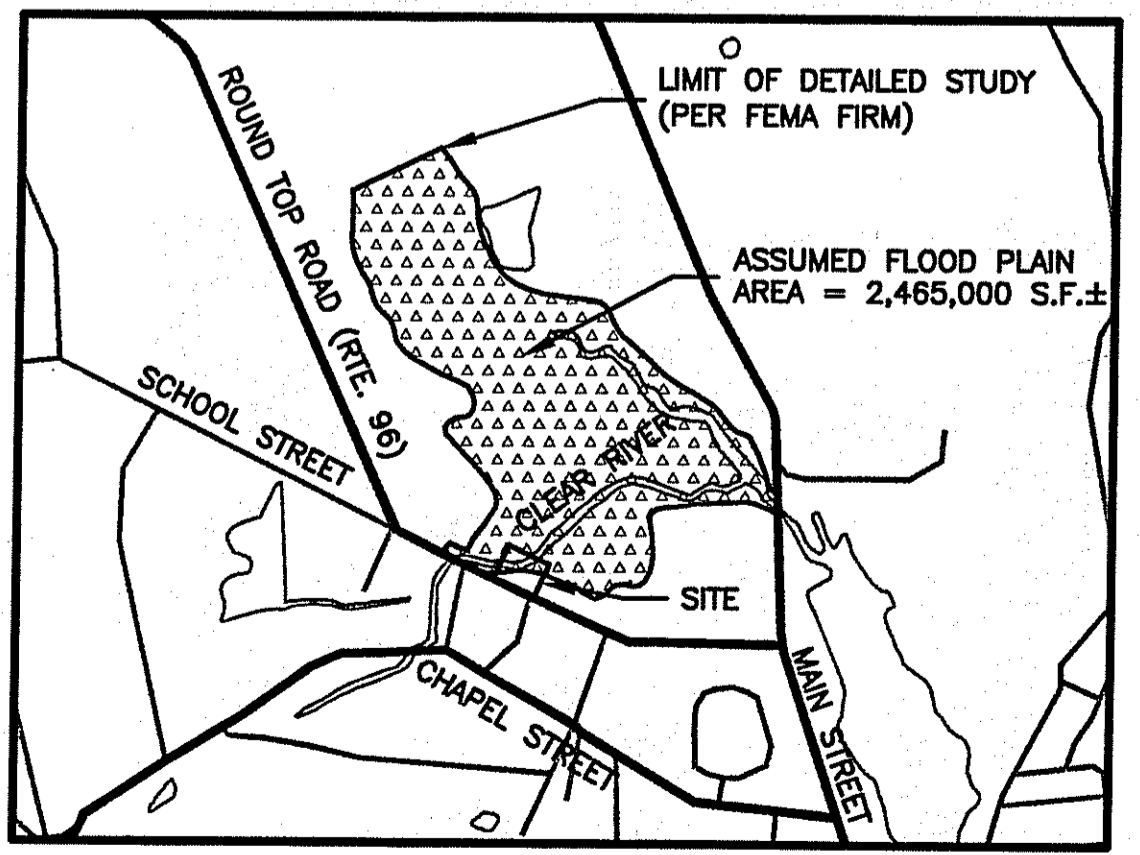 LIMIT OF DETAILED STUDY
(PER FEMA FIRM)
ROUND TOP ROAD (RTE. 96)
ASSUMED FLOOD PLAIN
AREA = 2,465,000 S.F.±
SCHOOL STREET
CLEAR RIVER
SITE
CHAPEL STREET
MAIN STREET